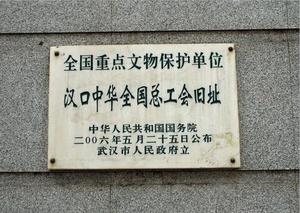 全国重点文物保护单位
汉口中华全国总工会旧址
中华人民共和国国务院
二00六年五月二十五日公布
武汉市人民政府立